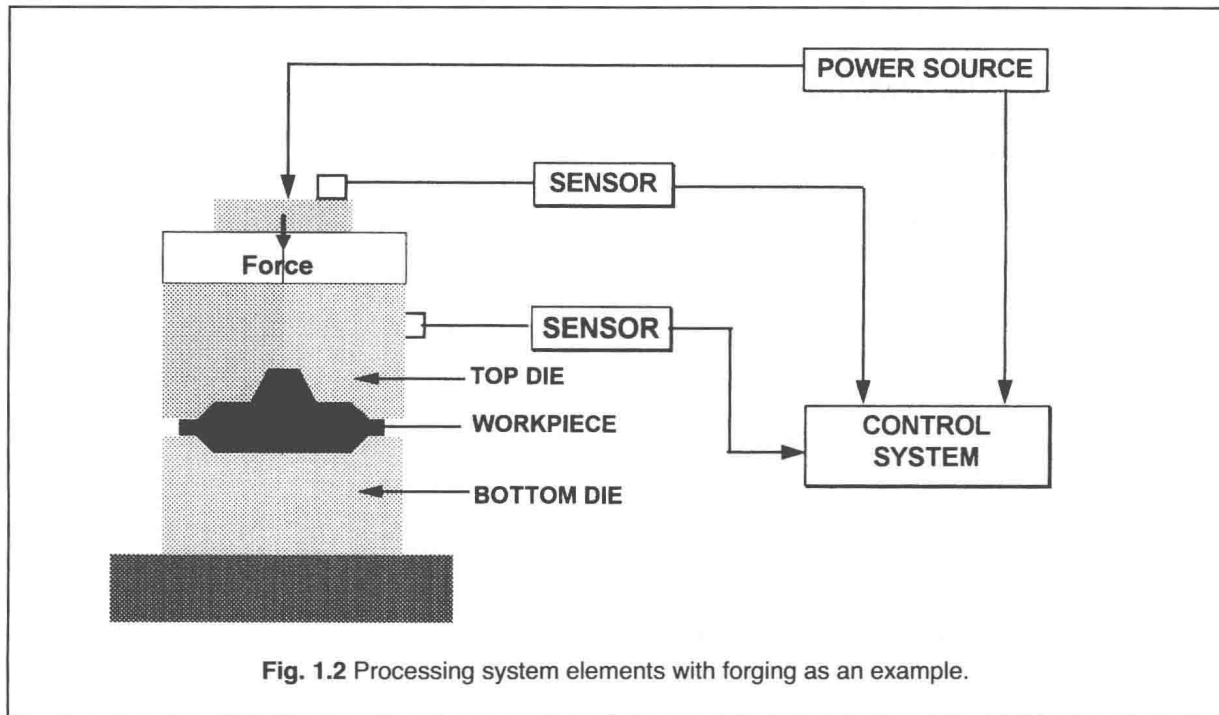 POWER SOURCE
SENSOR
Force
SENSOR
TOP DIE
WORKPIECE
CONTROL
SYSTEM
BOTTOM DIE
Fig. 1.2 Processing system elements with forging as an example.